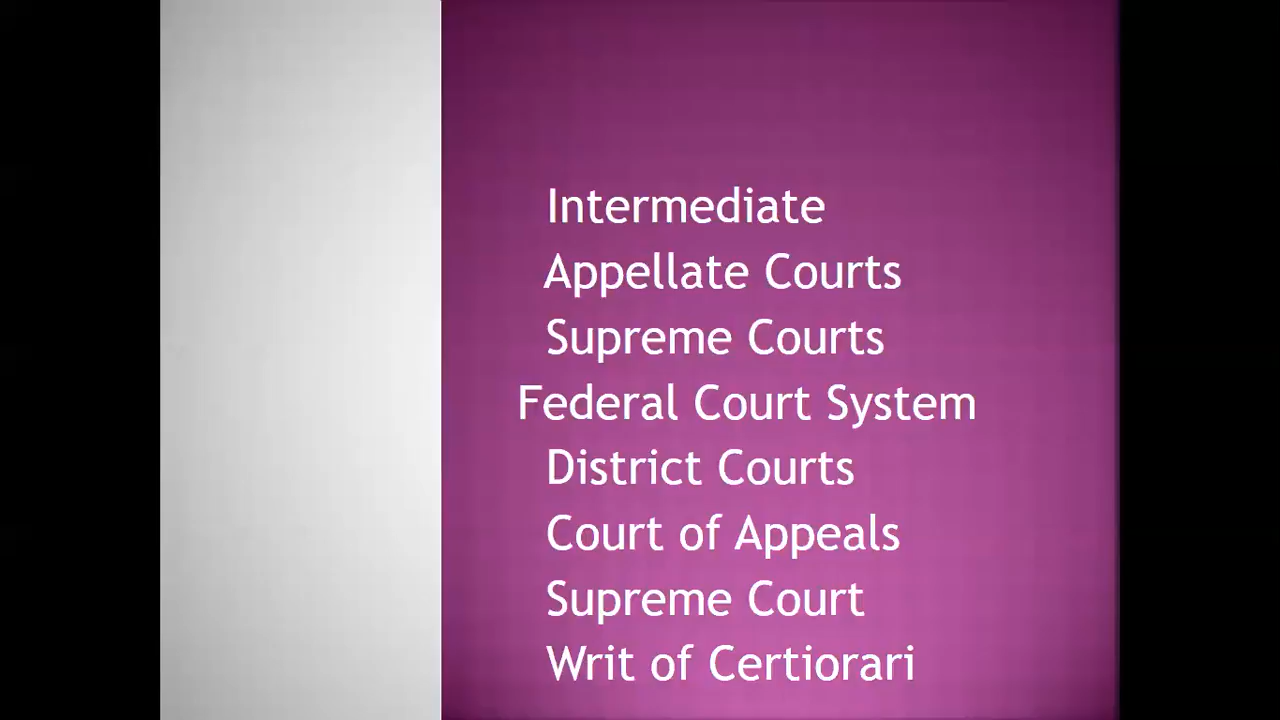 Intermediate
Appellate Courts
Supreme Courts
Federal Court System
District Courts
Court of Appeals
Supreme Court
Writ of Certiorari